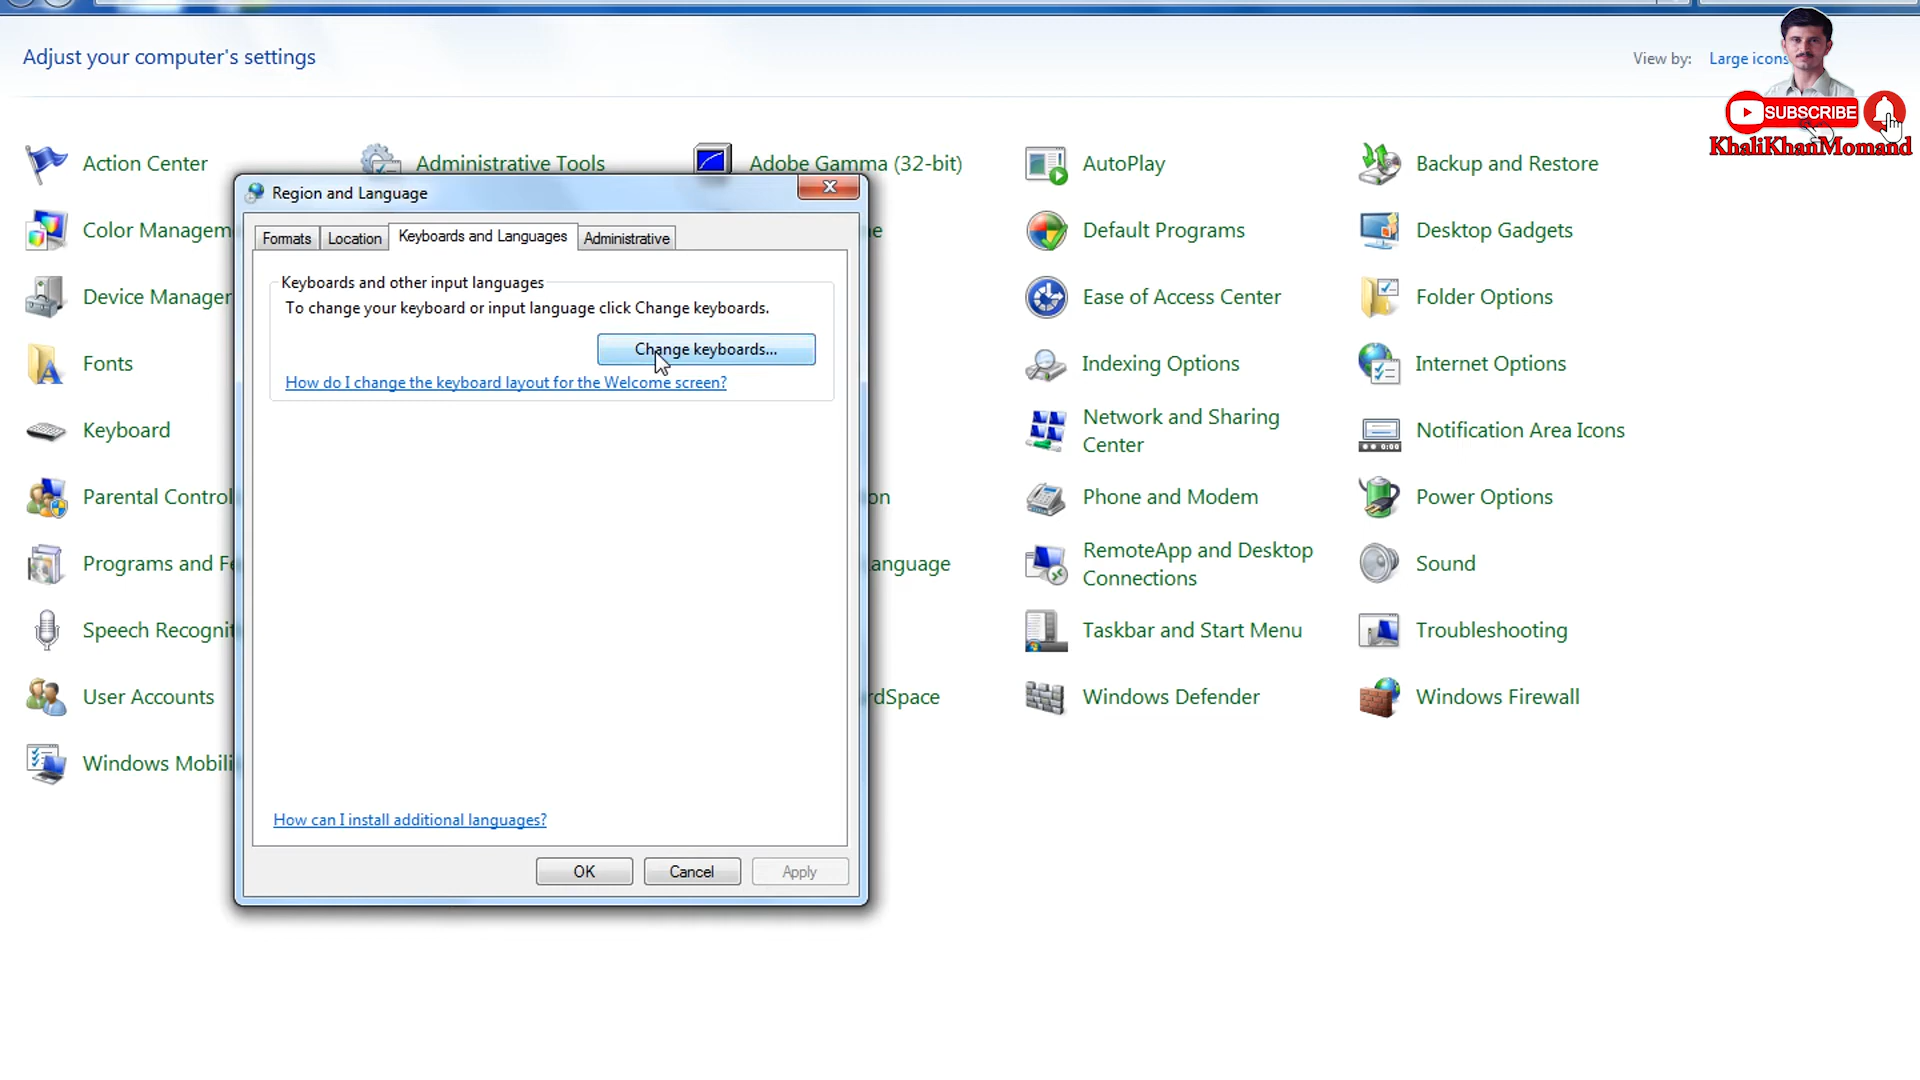 Adjust your computer's settings
View by:
Large icons
SUBSCRIBE
KhaliKhanMomand
Action Center
Administrative Tools
Adobe Gamma (32-bit)
AutoPlay
Backup and Restore
Region and Language
Color Managem
Default Programs
Desktop Gadgets
Formats
Location
Keyboards and Languages
Administrative
Keyboards and other input languages
To change your keyboard or input language click Change keyboards.
Change keyboards...
How do I change the keyboard layout for the Welcome screen?
Device Manager
Ease of Access Center
Folder Options
Fonts
Indexing Options
Internet Options
Keyboard
Network and Sharing
Center
Notification Area Icons
Parental Control
on
Phone and Modem
Power Options
Programs and Fe
anguage
RemoteApp and Desktop
Connections
Sound
Speech Recognit
Taskbar and Start Menu
Troubleshooting
User Accounts
rdSpace
Windows Defender
Windows Firewall
Windows Mobili
How can I install additional languages?
OK
Cancel
Apply